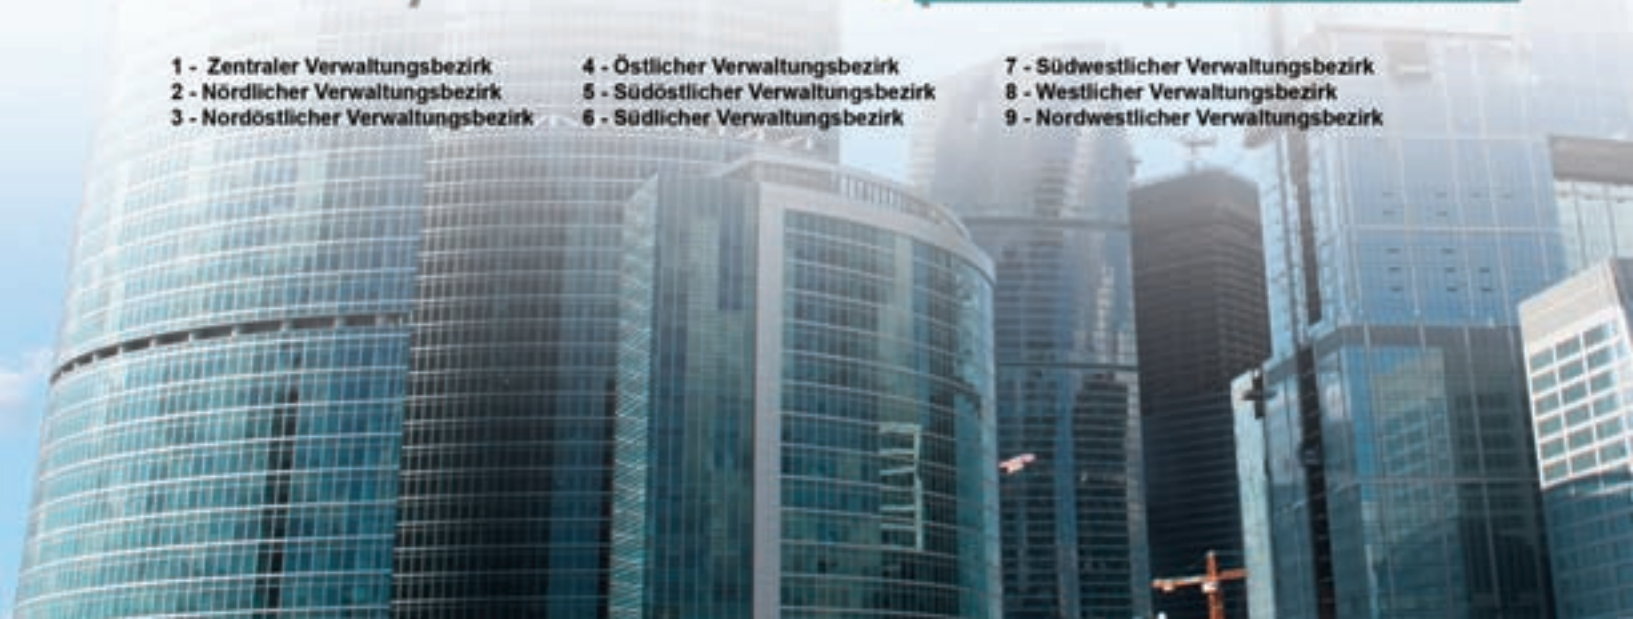 1 - Zentraler Verwaltungsbezirk
2 - Nördlicher Verwaltungsbezirk
3 - Nordöstlicher Verwaltungsbezirk
4 - Östlicher Verwaltungsbezirk
5 - Südöstlicher Verwaltungsbezirk
6 - Südlicher Verwaltungsbezirk
7 - Südwestlicher Verwaltungsbezirk
8 - Westlicher Verwaltungsbezirk
9 - Nordwestlicher Verwaltungsbezirk